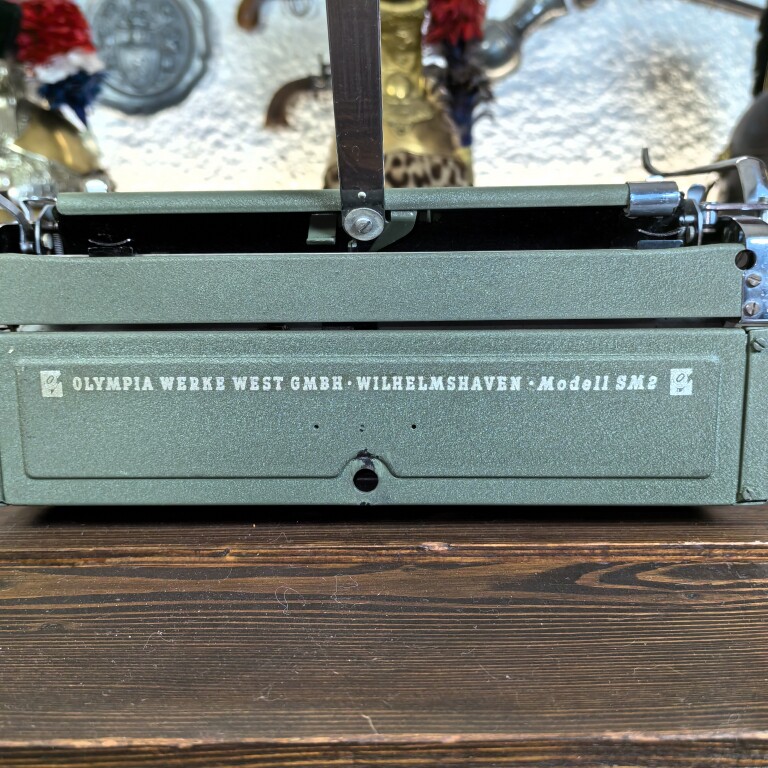 OLYMPIA WERKE WEST GMBH · WILHELMSHAVEN · Modell SM2